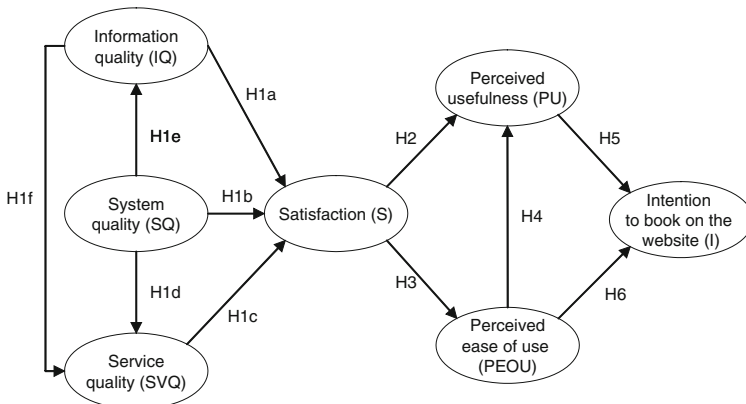 Information
quality (IQ)
H1a
H1e
H1f
System
quality (SQ)
H1b
H1d
H1c
Service
quality (SVQ)
Satisfaction (S)
H2
H3
Perceived
usefulness (PU)
H4
H5
H6
Perceived
ease of use
(PEOU)
Intention
to book on the
website (I)